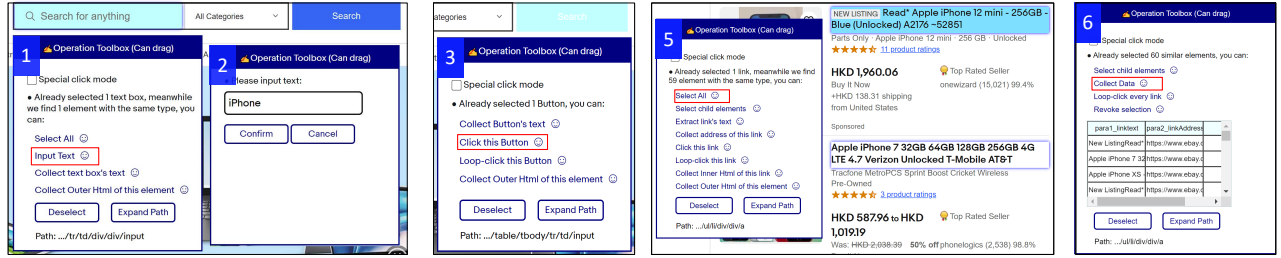 Search for anything
All Categories
Search
1
✍Operation Toolbox (Can drag)
Special click mode
● Already selected 1 text box, meanwhile
we find 1 element with the same type, you
can:
Select All ☺
Input Text ☺
Collect text box's text ☺
Collect Outer Html of this element ☺
Deselect
Expand Path
Path: .../tr/td/div/div/input
2
✍Operation Toolbox (Can drag)
Please input text:
iPhone
Confirm
Cancel
ategories
Search
3
✍Operation Toolbox (Can drag)
Special click mode
● Already selected 1 Button, you can:
Collect Button's text ☺
Click this Button ☺
Loop-click this Button ☺
Collect Outer Html of this element ☺
Deselect
Expand Path
Path: .../table/tbody/tr/td/input
5
✍Operation Toolbox (Can drag)
Special click mode
● Already selected 1 link, meanwhile we find
59 element with the same type, you can:
Select All ☺
Select child elements ☺
Extract link's text ☺
Collect address of this link ☺
Click this link ☺
Loop-click this link ☺
Collect Inner Html of this link ☺
Collect Outer Html of this element ☺
Deselect
Expand Path
Path: .../ul/li/div/div/a
NEW LISTING Read* Apple iPhone 12 mini - 256GB -
Blue (Unlocked) A2176 –52851
Parts Only · Apple iPhone 12 mini · 256 GB · Unlocked
11 product ratings
HKD 1,960.06
Top Rated Seller
Buy It Now
onewizard (15,021) 99.4%
+HKD 138.31 shipping
from United States
Sponsored
Apple iPhone 7 32GB 64GB 128GB 256GB 4G
LTE 4.7 Verizon Unlocked T-Mobile AT&T
Tracfone MetroPCS Sprint Boost Cricket Wireless
Pre-Owned
3 product ratings
HKD 587.96 to HKD
1,019.19
Top Rated Seller
Was: HKD 2,038.39 50% off
phonelogics (2,538) 98.8%
6
✍Operation Toolbox (Can drag)
Special click mode
● Already selected 60 similar elements, you can:
Select child elements ☺
Collect Data ☺
Loop-click every link ☺
Revoke selection ☺
para1_linktext para2_linkAddress
New ListingRead* https://www.ebay.c
Apple iPhone 7 32 https://www.ebay.c
Apple iPhone XS - https://www.ebay.c
New ListingRead* https://www.ebay.c
Deselect
Expand Path
Path: .../ul/li/div/div/a